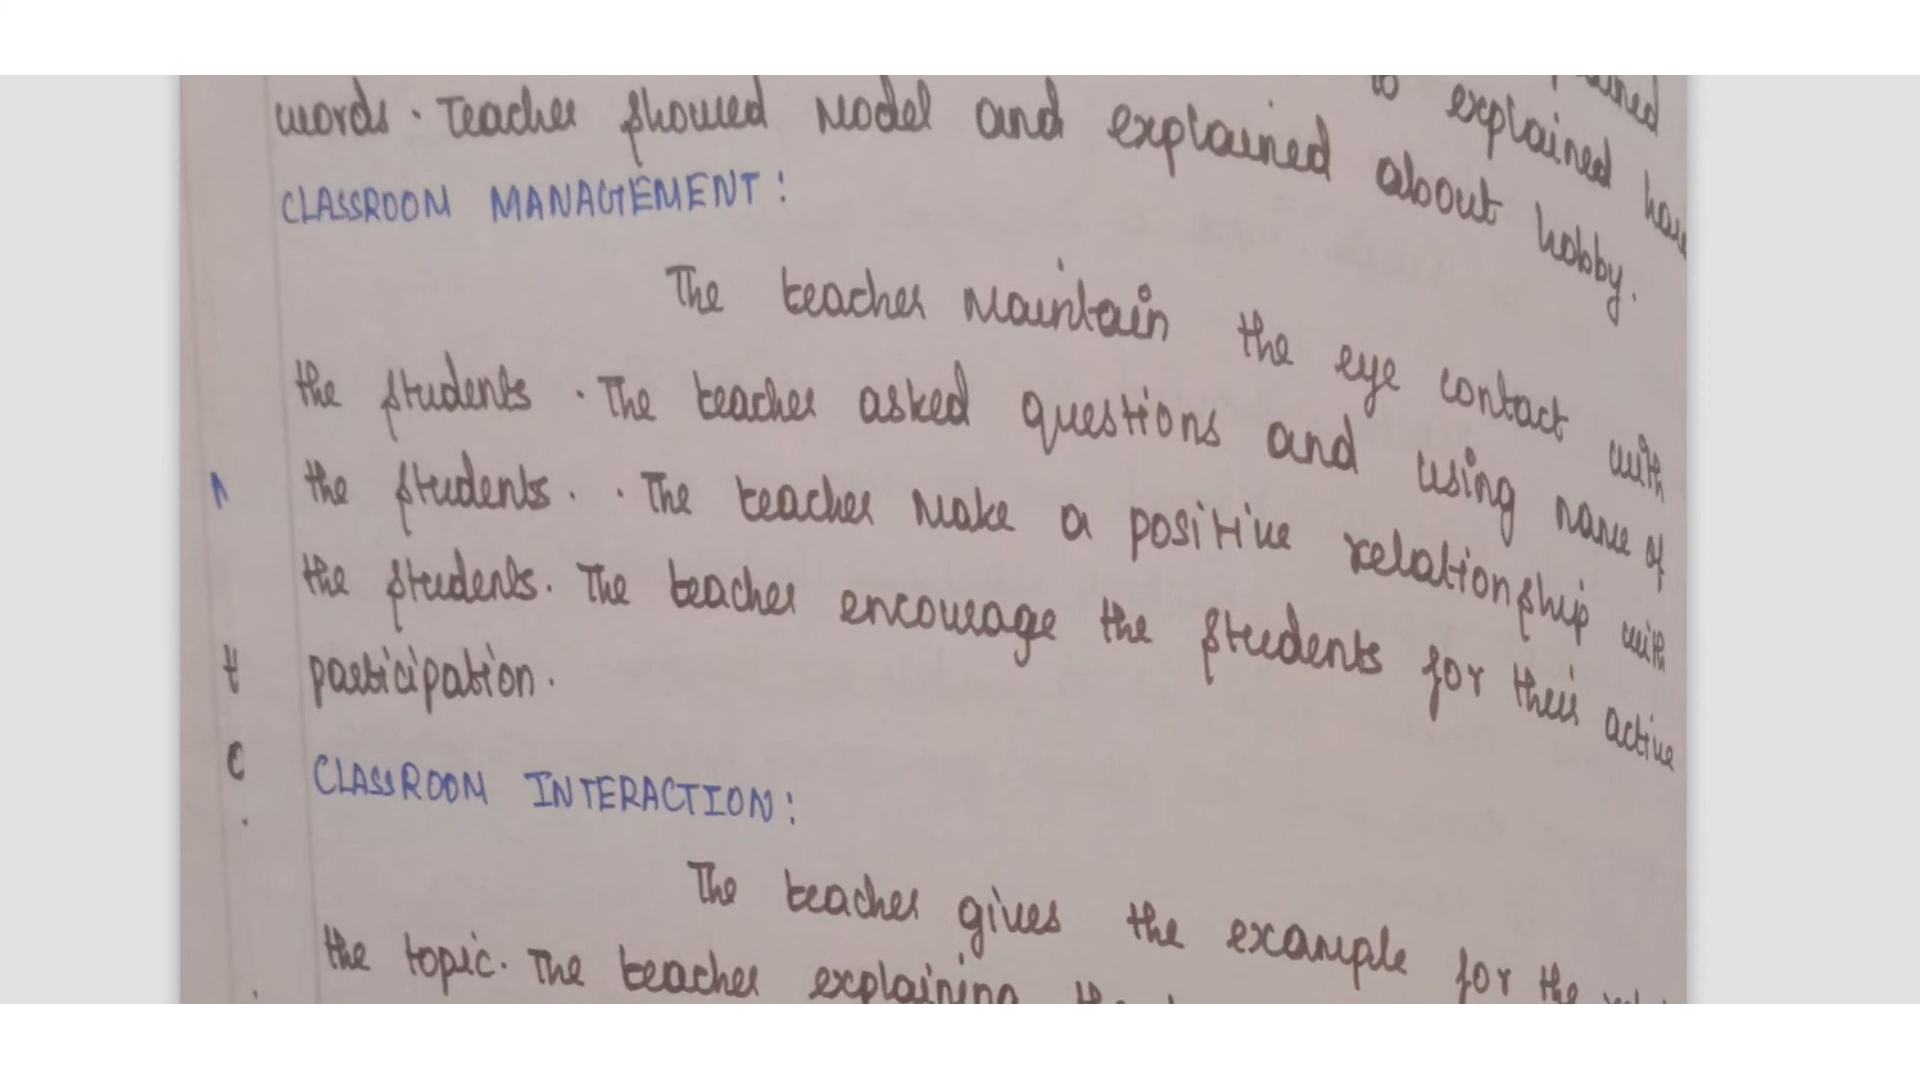 to explained
words. Teacher showed Model and explained about hobby.
CLASSROOM MANAGEMENT:
The teacher Maintain the eye contact with
the students. The teacher asked questions and using name of
the students. . The teacher Make a positive relationship with
the students. The teacher encourage the students for their active
participation.
CLASSROOM INTERACTION:
The teacher gives the example for the
the topic. The teacher explaining